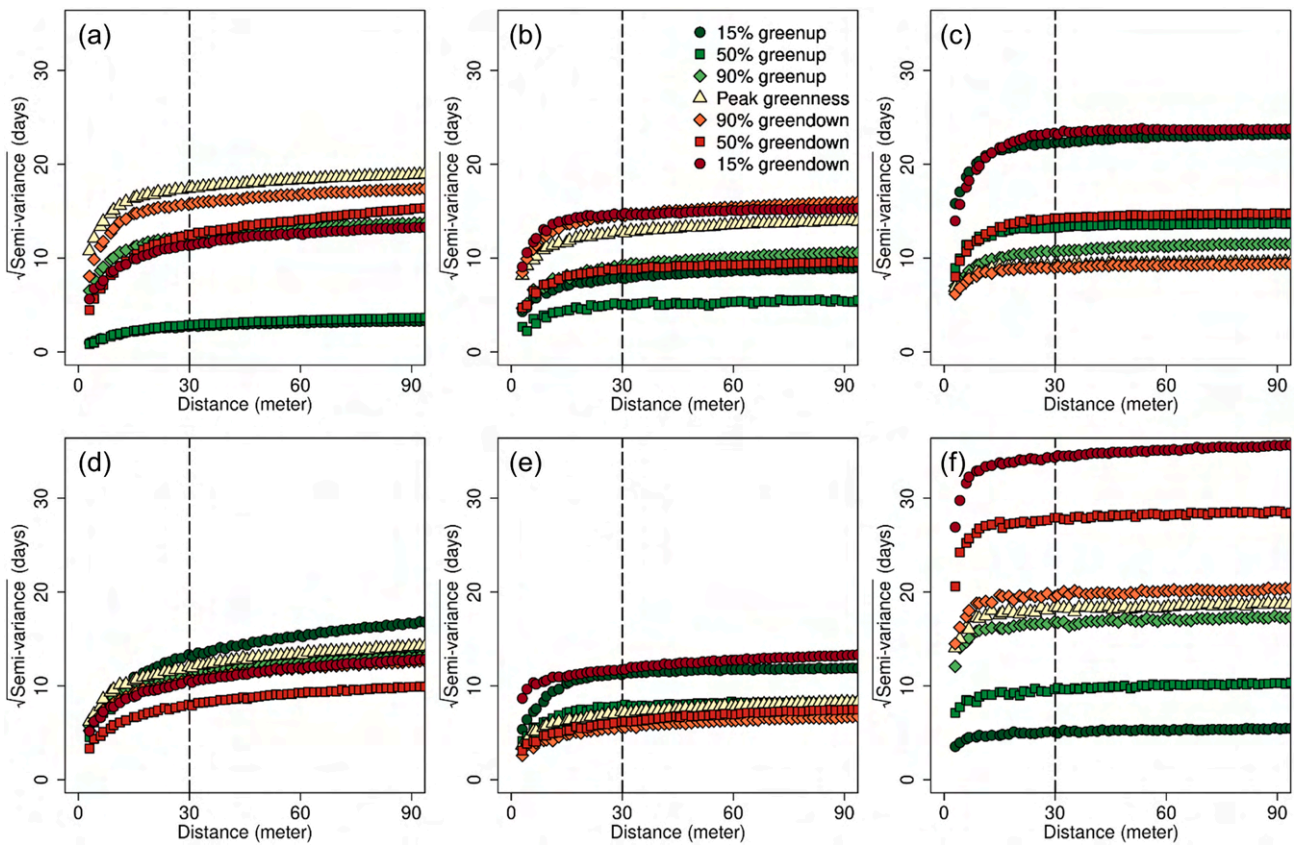 (a)
√Semi-variance (days)
0 10 20 30
0 30 60 90
Distance (meter)
(b)
15% greenup
50% greenup
90% greenup
Peak greenness
90% greendown
50% greendown
15% greendown
√Semi-variance (days)
0 10 20 30
0 30 60 90
Distance (meter)
(c)
√Semi-variance (days)
0 10 20 30
0 30 60 90
Distance (meter)
(d)
√Semi-variance (days)
0 10 20 30
0 30 60 90
Distance (meter)
(e)
√Semi-variance (days)
0 10 20 30
0 30 60 90
Distance (meter)
(f)
√Semi-variance (days)
0 10 20 30
0 30 60 90
Distance (meter)